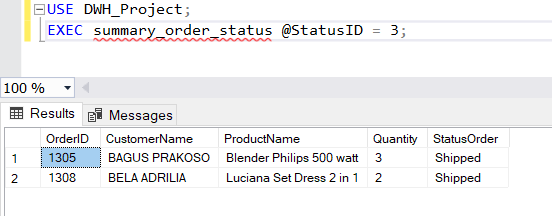 USE DWH_Project;
EXEC summary_order_status @StatusID = 3;
100 %
Results Messages
OrderID CustomerName ProductName Quantity StatusOrder
1 1305 BAGUS PRAKOSO Blender Philips 500 watt 3 Shipped
2 1308 BELA ADRILIA Luciana Set Dress 2 in 1 2 Shipped